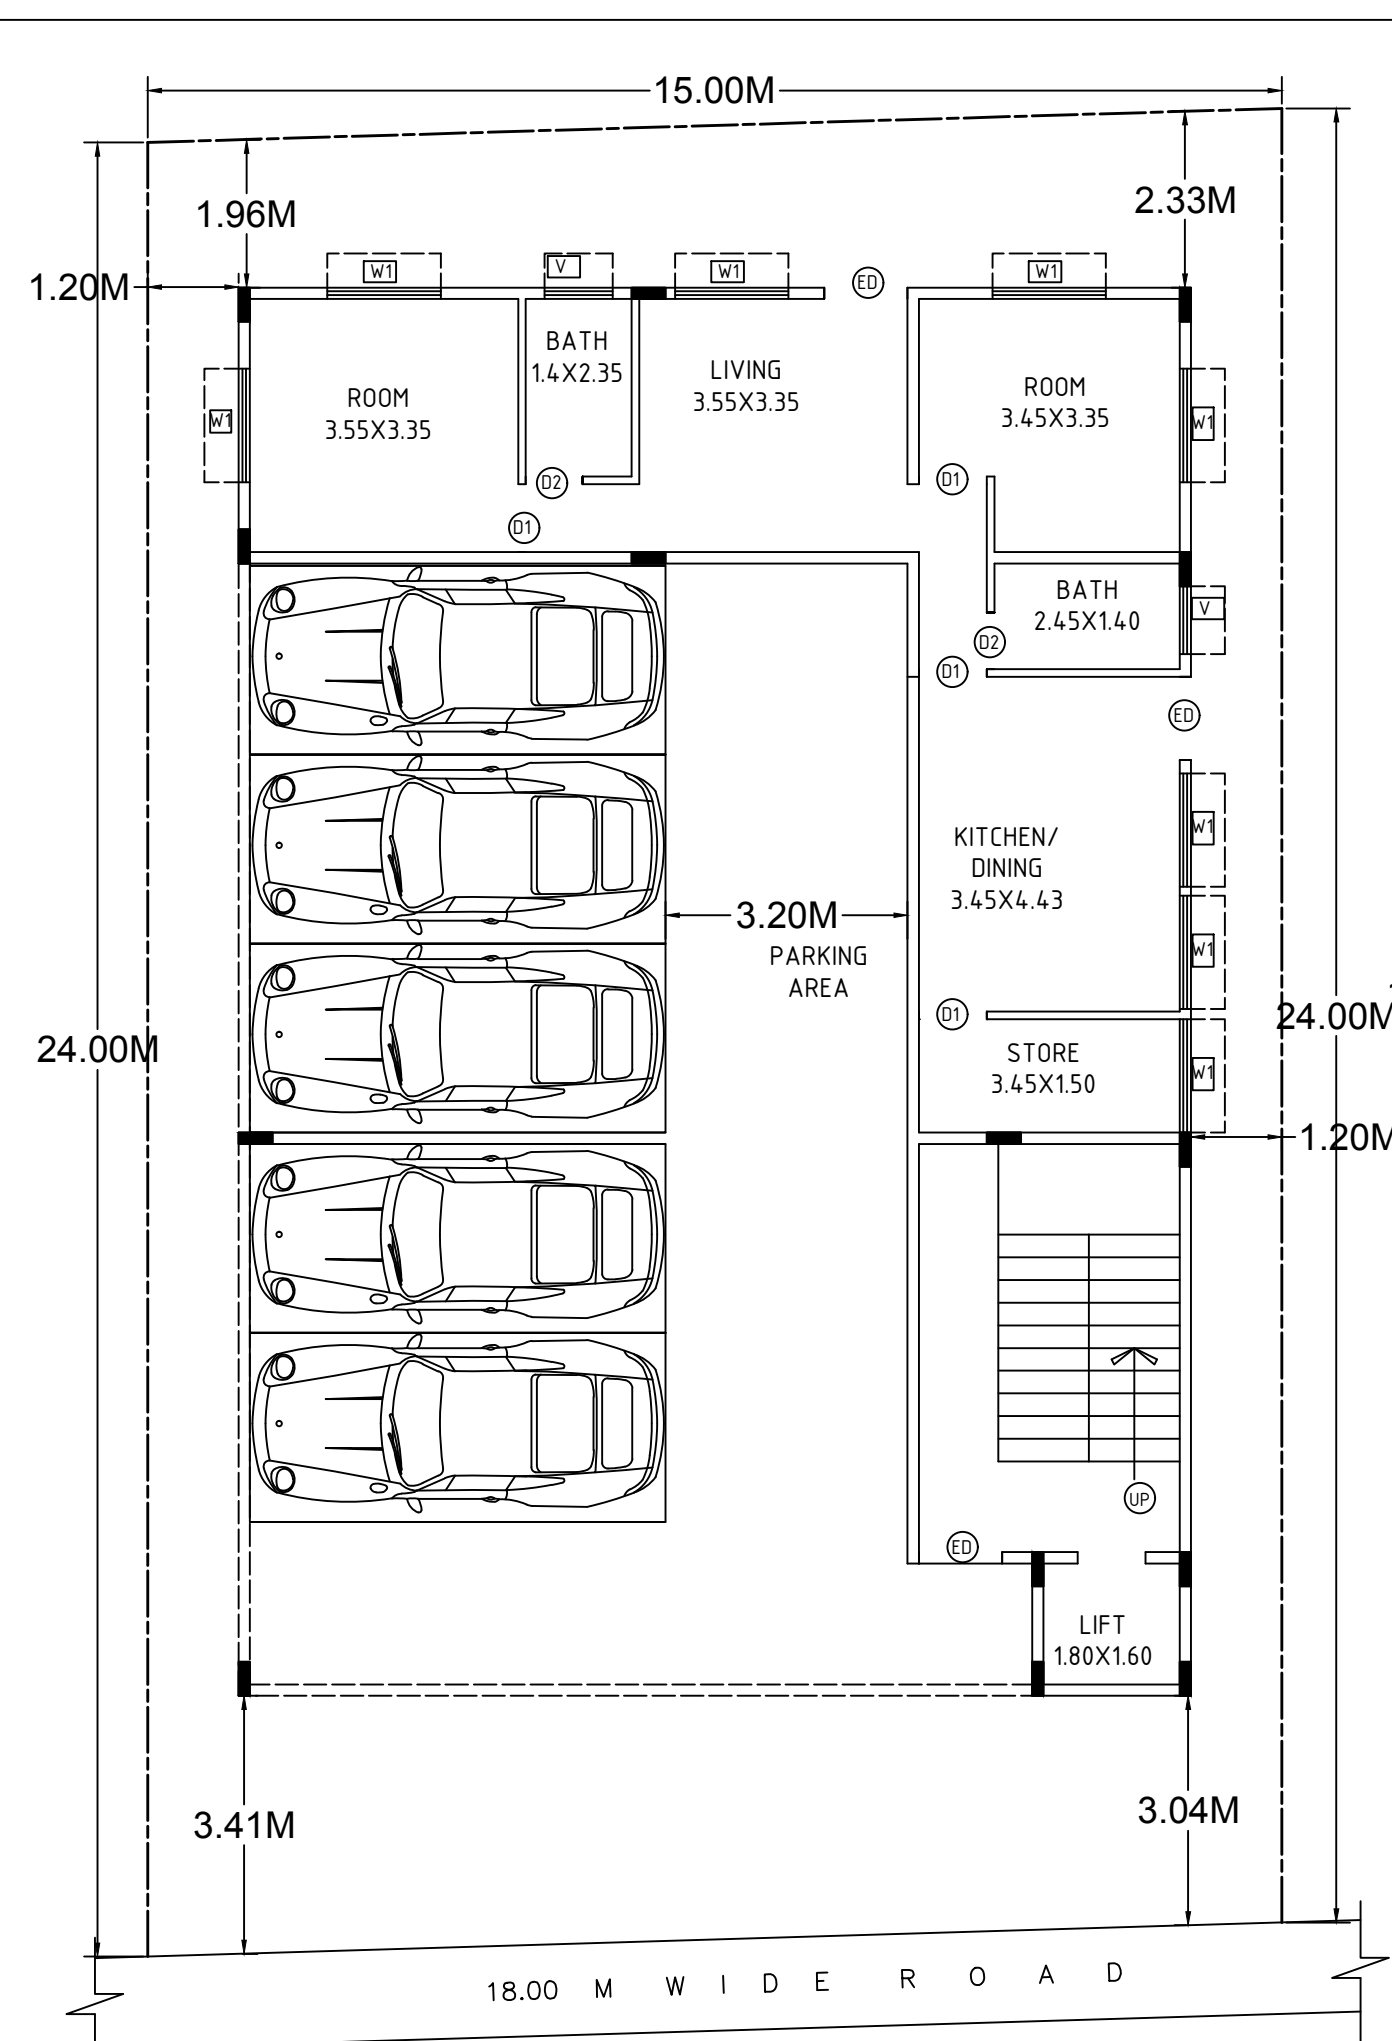 15.00M
1.96M
2.33M
1.20M
W1
V
W1
ED
W1
BATH
1.4X2.35
LIVING
3.55X3.35
ROOM
3.55X3.35
ROOM
3.45X3.35
W1
W1
D2
D1
D1
BATH
2.45X1.40
V
D2
D1
ED
KITCHEN/
DINING
3.45X4.43
W1
3.20M
PARKING
AREA
W1
D1
24.00M
24.00M
STORE
3.45X1.50
W1
1.20M
UP
ED
LIFT
1.80X1.60
3.41M
3.04M
18.00 M WIDE ROAD